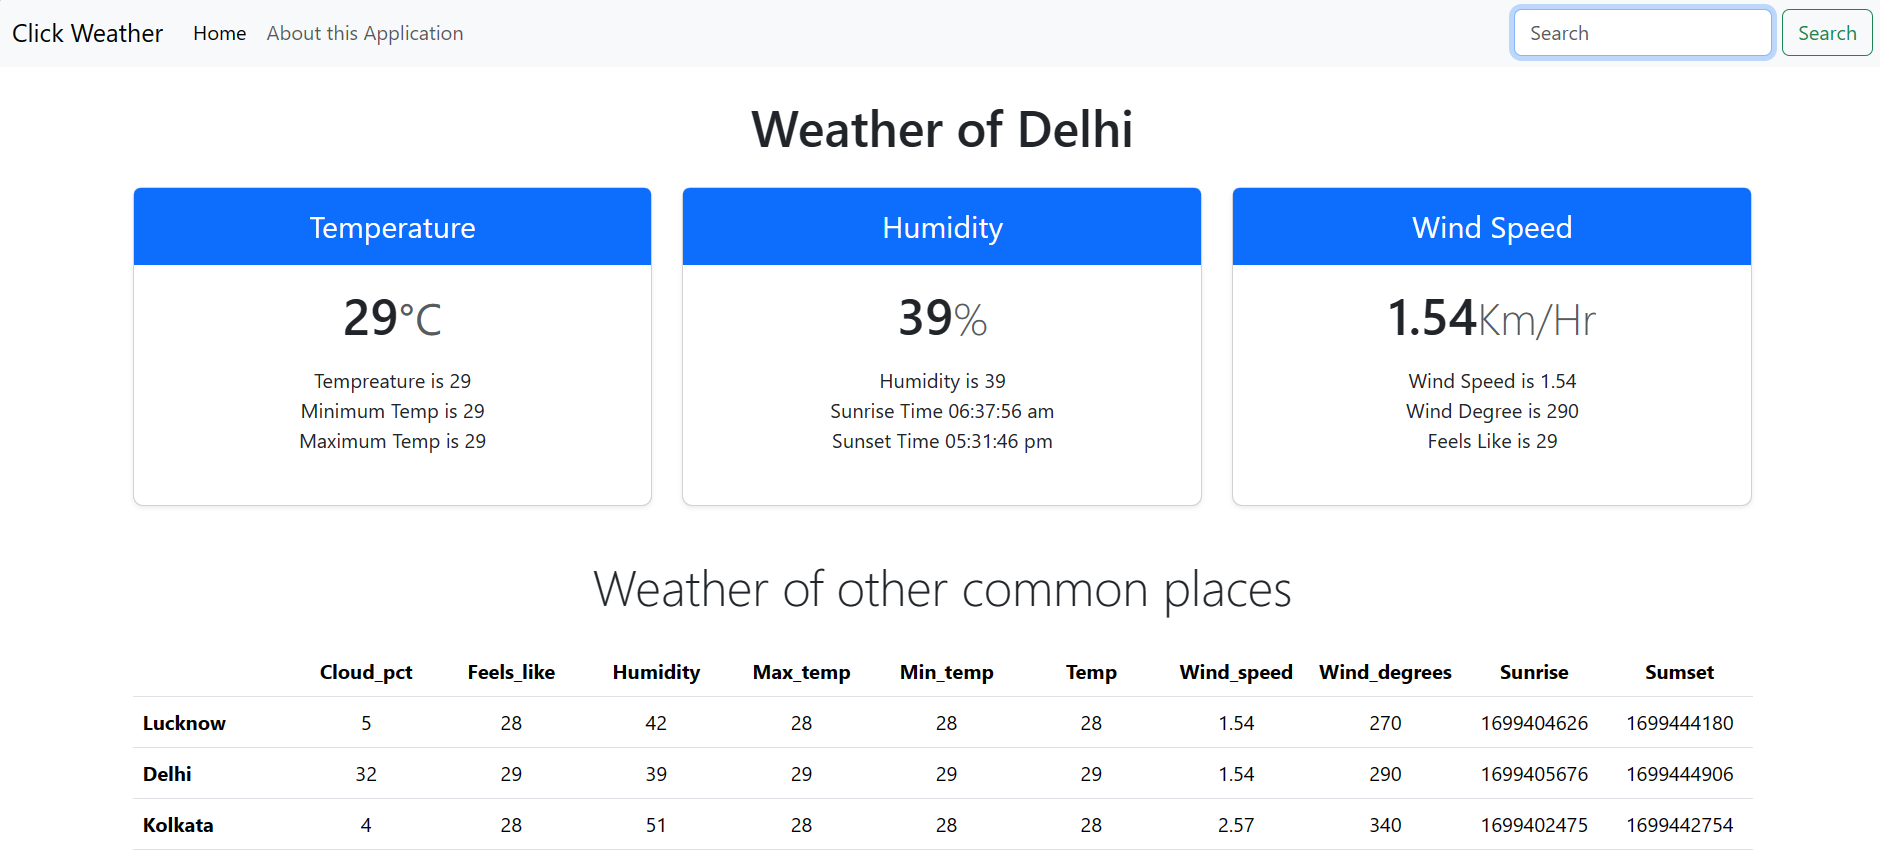 Click Weather Home About this Application Search Search
Weather of Delhi
Temperature Humidity Wind Speed
29°C 39% 1.54Km/Hr
Tempreature is 29 Humidity is 39 Wind Speed is 1.54
Minimum Temp is 29 Sunrise Time 06:37:56 am Wind Degree is 290
Maximum Temp is 29 Sunset Time 05:31:46 pm Feels Like is 29
Weather of other common places
Cloud_pct Feels_like Humidity Max_temp Min_temp Temp Wind_speed Wind_degrees Sunrise Sumset
Lucknow 5 28 42 28 28 28 1.54 270 1699404626 1699444180
Delhi 32 29 39 29 29 29 1.54 290 1699405676 1699444906
Kolkata 4 28 51 28 28 28 2.57 340 1699402475 1699442754